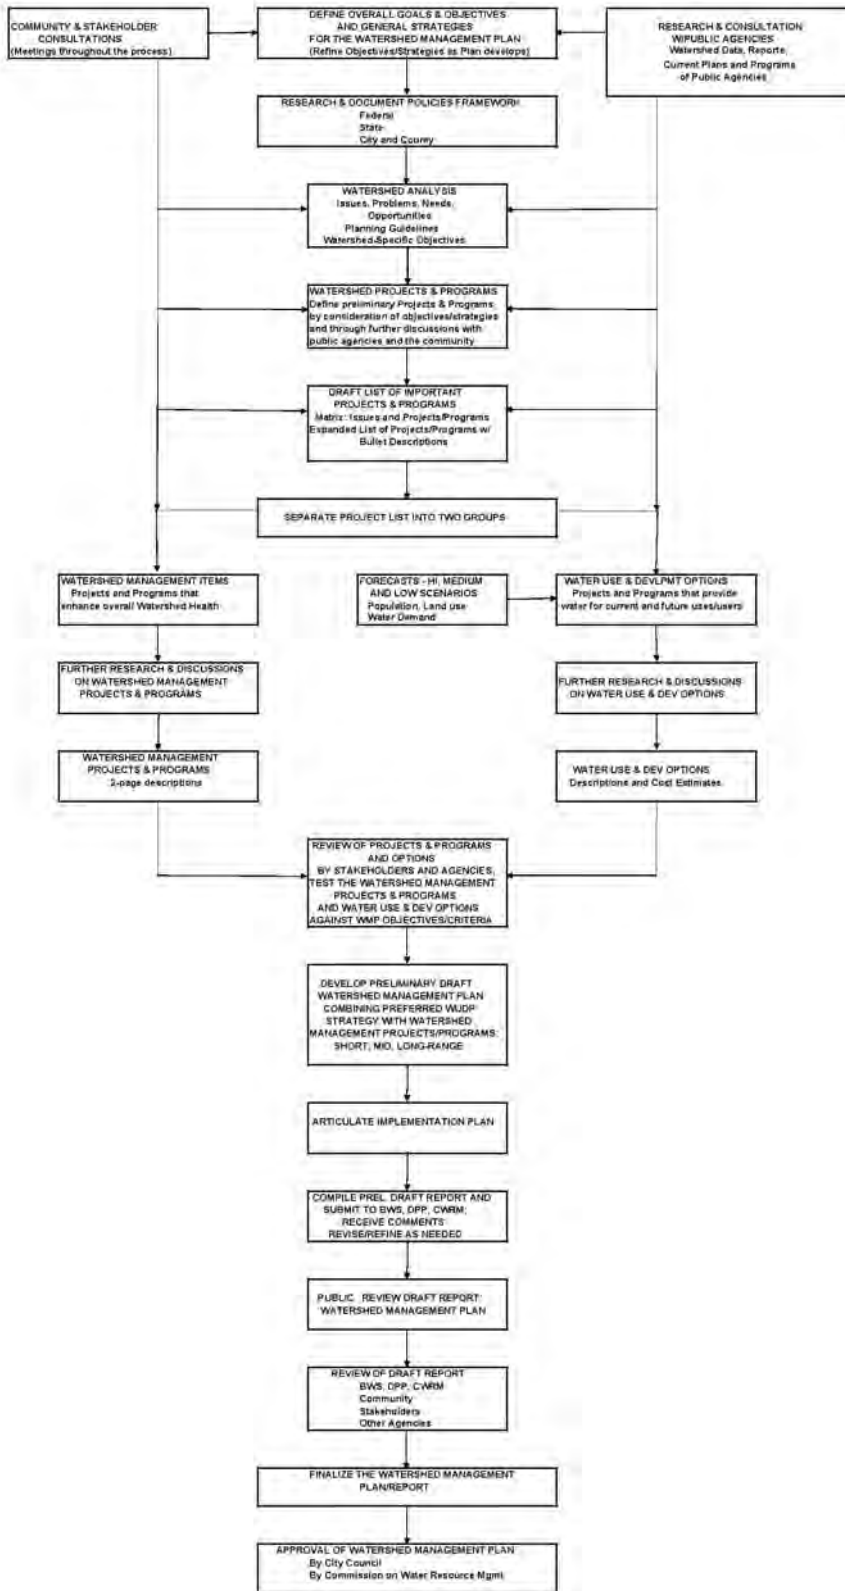 COMMUNITY & STAKEHOLDER
CONSULTATIONS
(Meetings throughout the process)
DEFINE OVERALL GOALS & OBJECTIVES
AND GENERAL STRATEGIES
FOR THE WATERSHED MANAGEMENT PLAN
(Refine Objectives/Strategies as Plan develops)
RESEARCH & CONSULTATION
W/PUBLIC AGENCIES
Watershed Data, Reports,
Current Plans and Programs
of Public Agencies
RESEARCH & DOCUMENT POLICIES FRAMEWORK
Federal
State
City and County
WATERSHED ANALYSIS
Issues, Problems, Needs,
Opportunities
Planning Guidelines
Watershed-Specific Objectives
WATERSHED PROJECTS & PROGRAMS
Define preliminary Projects & Programs
by consideration of objectives/strategies
and through further discussions with
public agencies and the community
DRAFT LIST OF IMPORTANT
PROJECTS & PROGRAMS
Matrix: Issues and Projects/Programs
Expanded List of Projects/Programs w/
Bullet Descriptions
SEPARATE PROJECT LIST INTO TWO GROUPS
WATERSHED MANAGEMENT ITEMS
Projects and Programs that
enhance overall Watershed Health
FORECASTS - HI, MEDIUM
AND LOW SCENARIOS
Population, Land use
Water Demand
WATER USE & DEVLPMT OPTIONS
Projects and Programs that provide
water for current and future uses/users
FURTHER RESEARCH & DISCUSSIONS
ON WATERSHED MANAGEMENT
PROJECTS & PROGRAMS
FURTHER RESEARCH & DISCUSSIONS
ON WATER USE & DEV OPTIONS
WATERSHED MANAGEMENT
PROJECTS & PROGRAMS
2-page descriptions
WATER USE & DEV OPTIONS
Descriptions and Cost Estimates
REVIEW OF PROJECTS & PROGRAMS
AND OPTIONS
BY STAKEHOLDERS AND AGENCIES,
TEST THE WATERSHED MANAGEMENT
PROJECTS & PROGRAMS
AND WATER USE & DEV OPTIONS
AGAINST WMP OBJECTIVES/CRITERIA
DEVELOP PRELIMINARY DRAFT
WATERSHED MANAGEMENT PLAN
COMBINING PREFERRED WUDP
STRATEGY WITH WATERSHED
MANAGEMENT PROJECTS/PROGRAMS:
SHORT, MID, LONG-RANGE
ARTICULATE IMPLEMENTATION PLAN
COMPILE PREL. DRAFT REPORT AND
SUBMIT TO BWS, DPP, CWRM;
RECEIVE COMMENTS
REVISE/REFINE AS NEEDED
PUBLIC REVIEW DRAFT REPORT:
WATERSHED MANAGEMENT PLAN
REVIEW OF DRAFT REPORT
BWS, DPP, CWRM
Community
Stakeholders
Other Agencies
FINALIZE THE WATERSHED MANAGEMENT
PLAN/REPORT
APPROVAL OF WATERSHED MANAGEMENT PLAN
By City Council
By Commission on Water Resource Mgmt